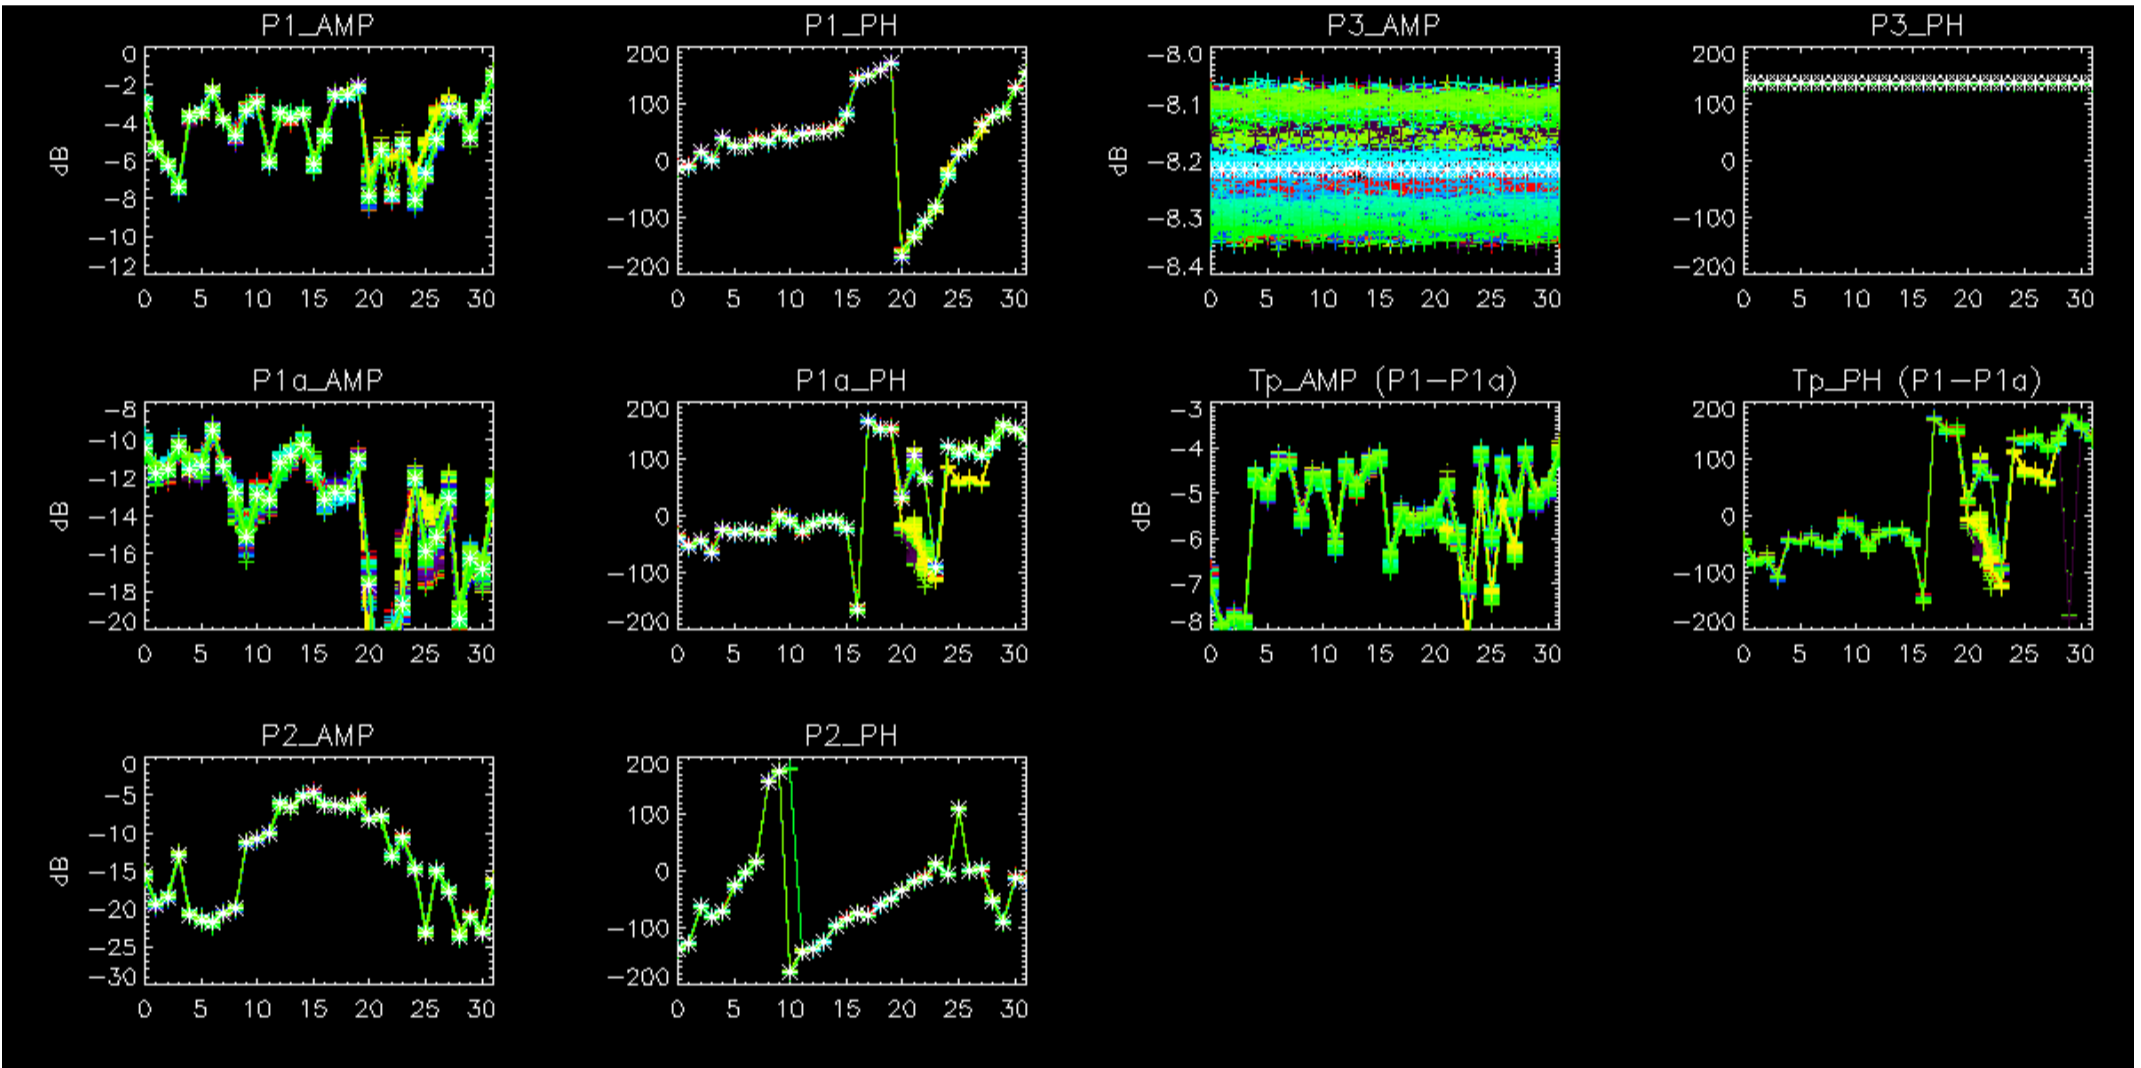 P1_AMP
P1_PH
P3_AMP
P3_PH
dB
0
-2
-4
-6
-8
-10
-12
0 5 10 15 20 25 30
200
100
0
-100
-200
0 5 10 15 20 25 30
dB
-8.0
-8.1
-8.2
-8.3
-8.4
0 5 10 15 20 25 30
200
100
0
-100
-200
0 5 10 15 20 25 30
P1a_AMP
P1a_PH
Tp_AMP (P1-P1a)
Tp_PH (P1-P1a)
dB
-8
-10
-12
-14
-16
-18
-20
0 5 10 15 20 25 30
200
100
0
-100
-200
0 5 10 15 20 25 30
dB
-3
-4
-5
-6
-7
-8
0 5 10 15 20 25 30
200
100
0
-100
-200
0 5 10 15 20 25 30
P2_AMP
P2_PH
dB
0
-5
-10
-15
-20
-25
-30
0 5 10 15 20 25 30
200
100
0
-100
-200
0 5 10 15 20 25 30